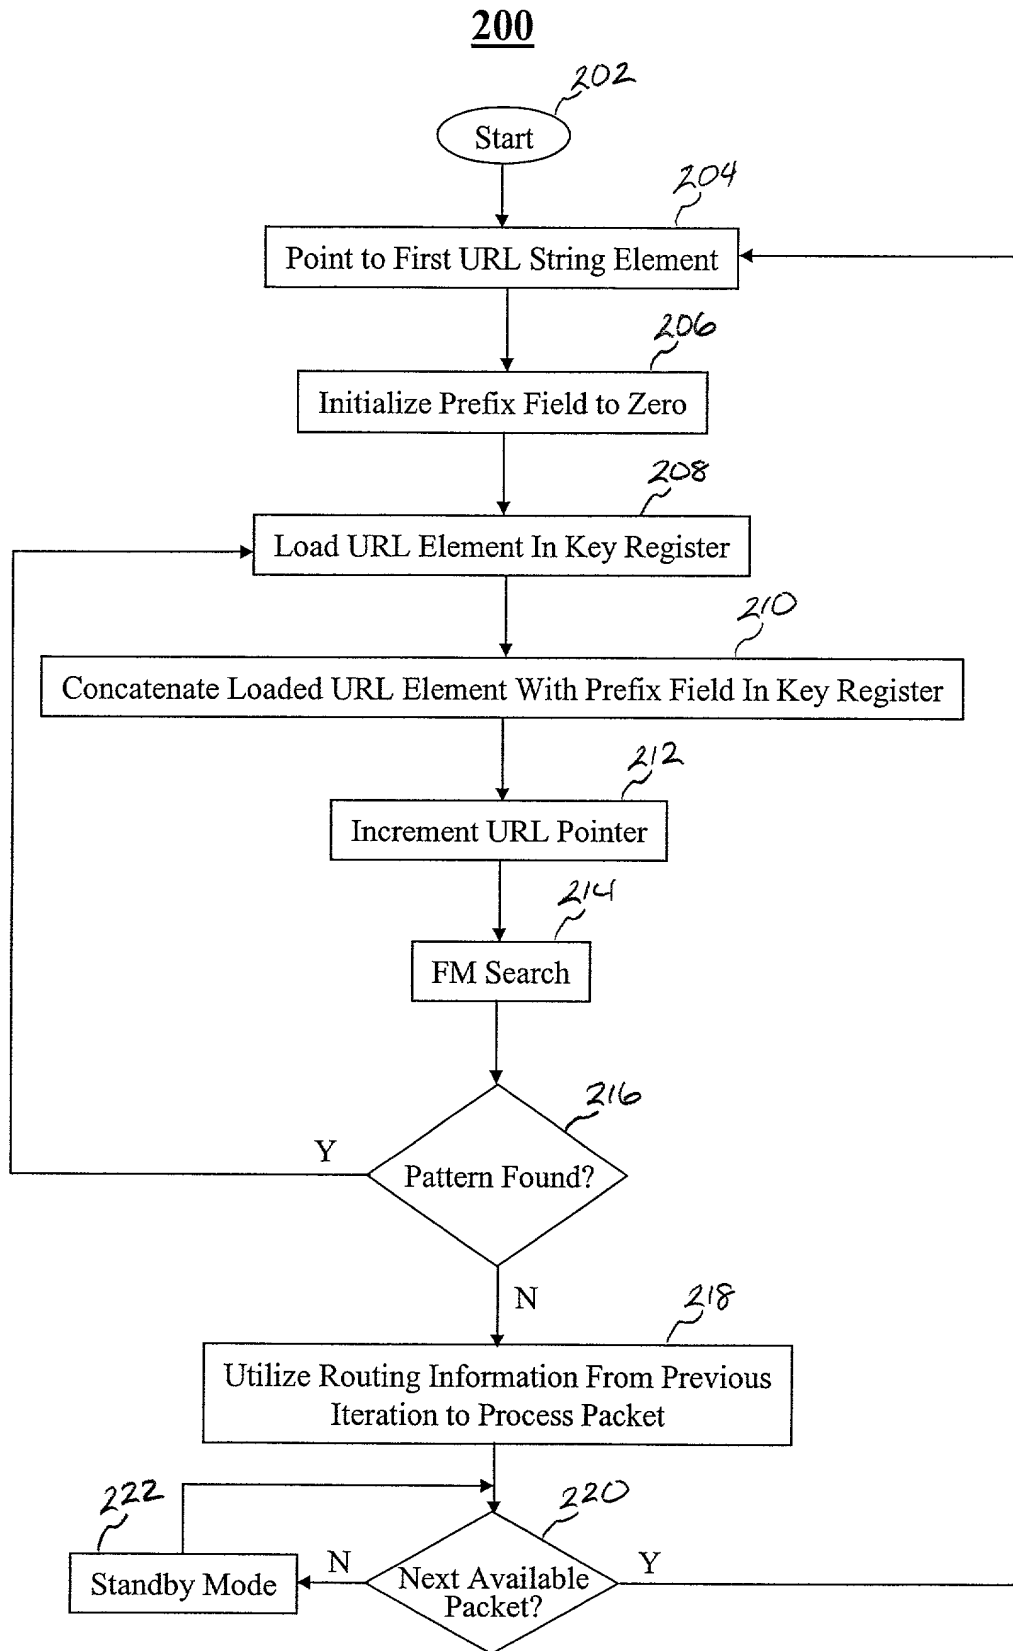 200
202
Start
204
Point to First URL String Element
206
Initialize Prefix Field to Zero
208
Load URL Element In Key Register
210
Concatenate Loaded URL Element With Prefix Field In Key Register
212
Increment URL Pointer
214
FM Search
216
Y
Pattern Found?
N
218
Utilize Routing Information From Previous
Iteration to Process Packet
222
220
Standby Mode
N
Next Available
Packet?
Y